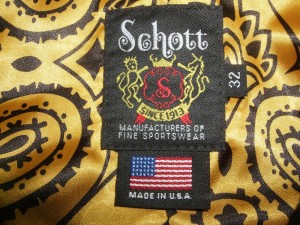 Schott
S
SINCE 1913
MANUFACTURERS OF
FINE SPORTSWEAR
32
MADE IN U.S.A.